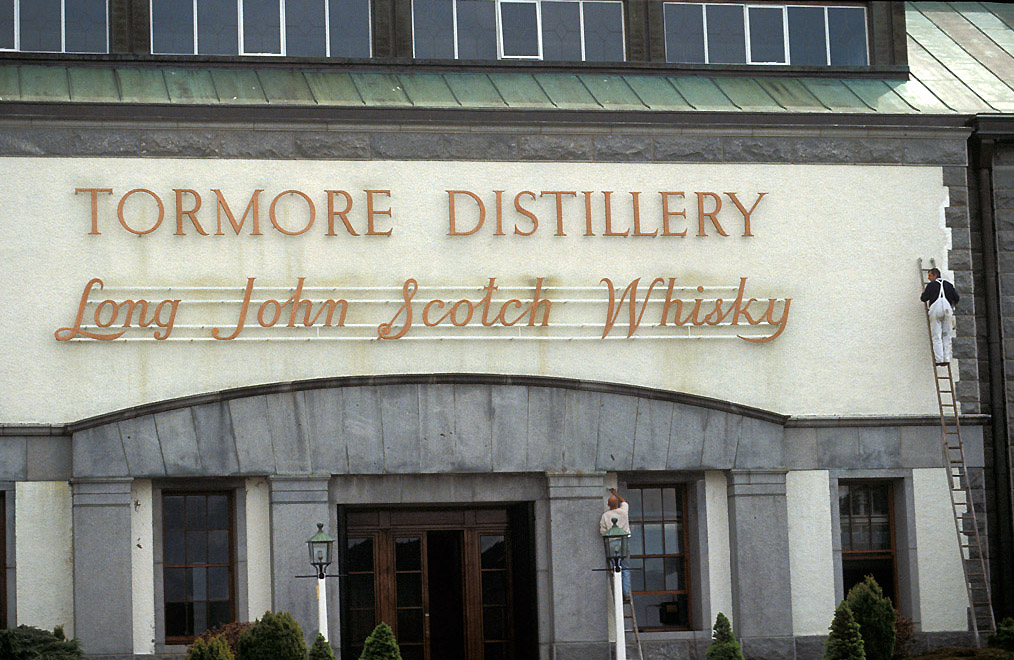 TORMORE DISTILLERY
Long John Scotch Whisky